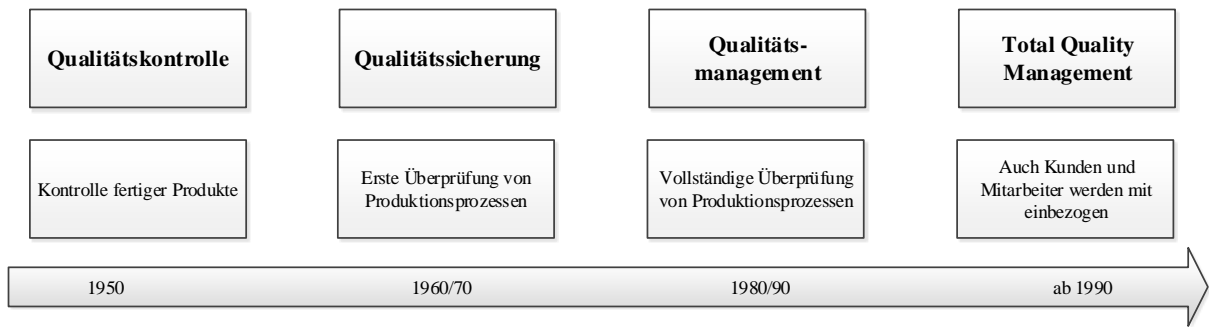 Qualitätskontrolle
Qualitätssicherung
Qualitäts-
management
Total Quality
Management
Kontrolle fertiger Produkte
Erste Überprüfung von
Produktionsprozessen
Vollständige Überprüfung
von Produktionsprozessen
Auch Kunden und
Mitarbeiter werden mit
einbezogen
1950
1960/70
1980/90
ab 1990